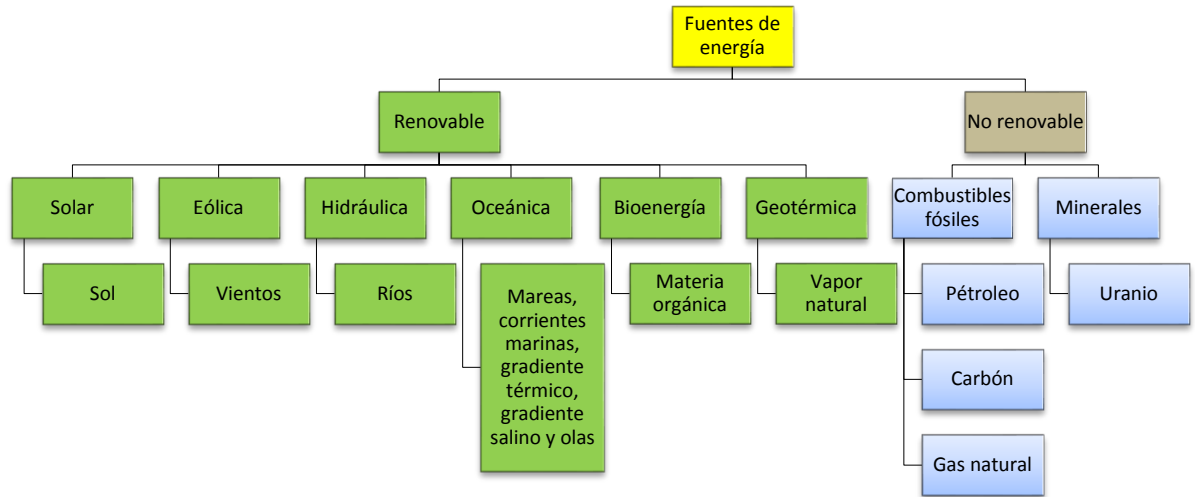 Fuentes de
energía
Renovable
No renovable
Solar
Eólica
Hidráulica
Oceánica
Bioenergía
Geotérmica
Combustibles
fósiles
Minerales
Sol
Vientos
Ríos
Mareas,
corrientes
marinas,
gradiente
térmico,
gradiente
salino y olas
Materia
orgánica
Vapor
natural
Pétroleo
Uranio
Carbón
Gas natural